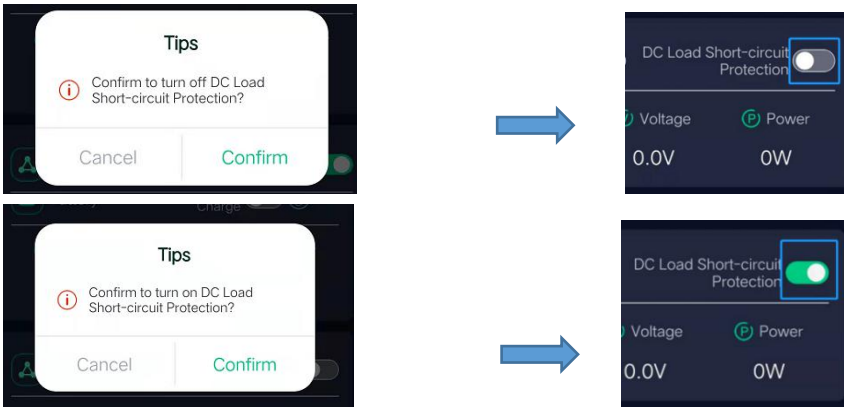 Tips
Confirm to turn off DC Load
Short-circuit Protection?
Cancel
Confirm
DC Load Short-circuit
Protection
Voltage
P Power
0.0V
0W
Charge
Tips
Confirm to turn on DC Load
Short-circuit Protection?
Cancel
Confirm
DC Load Short-circuit
Protection
Voltage
P Power
0.0V
0W